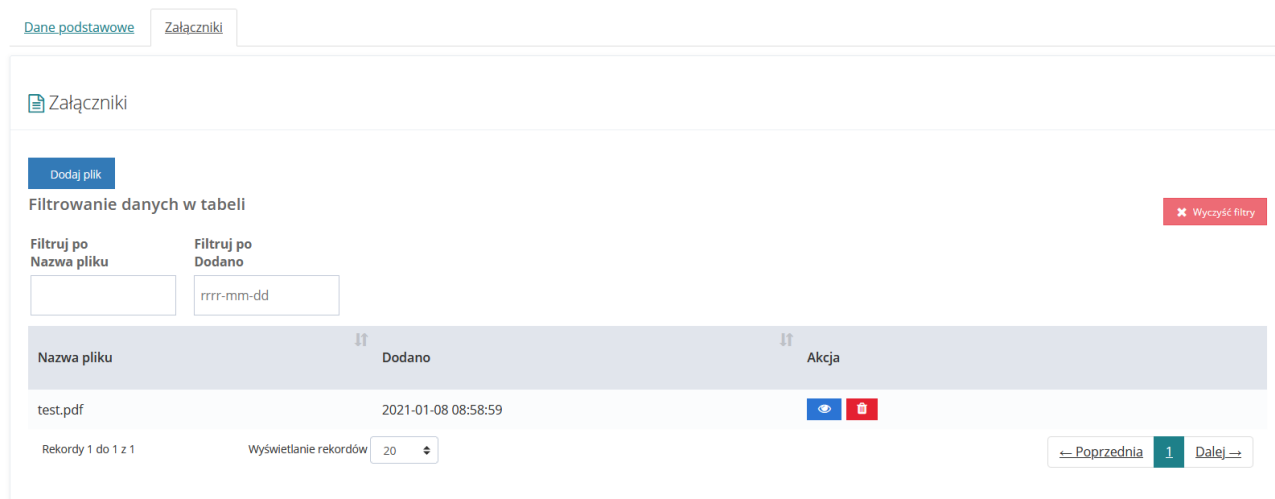 Dane podstawowe Załączniki
Załączniki
Dodaj plik
Filtrowanie danych w tabeli
Wyczyść filtry
Filtruj po Filtruj po
Nazwa pliku Dodano
rrrr-mm-dd
Nazwa pliku Dodano Akcja
test.pdf 2021-01-08 08:58:59
Rekordy 1 do 1 z 1 Wyświetlanie rekordów 20 ← Poprzednia 1 Dalej →